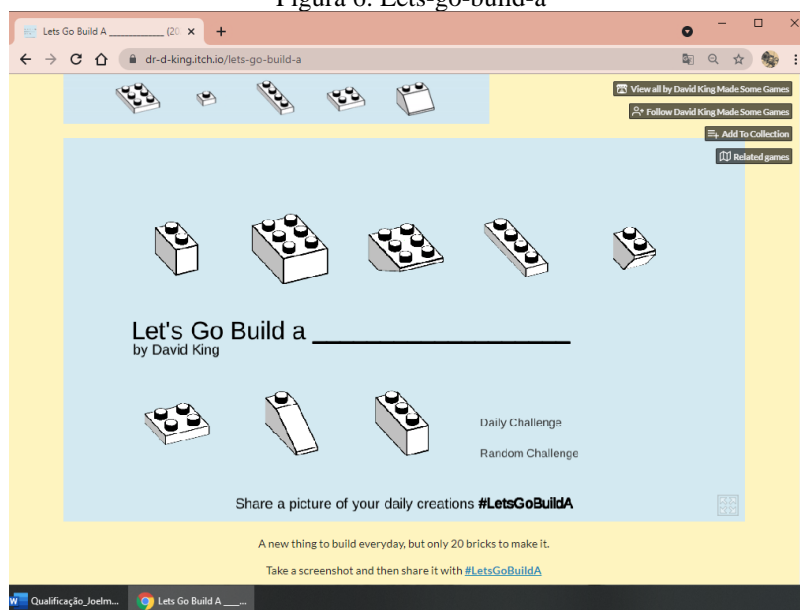 Figura 6: Lets-go-build-a
Lets Go Build A _____________ (20
dr-d-king.itch.io/lets-go-build-a
View all by David King Made Some Games
Follow David King Made Some Games
Add To Collection
Related games
Let's Go Build a ____________________
by David King
Daily Challenge
Random Challenge
Share a picture of your daily creations #LetsGoBuildA
A new thing to build everyday, but only 20 bricks to make it.
Take a screenshot and then share it with #LetsGoBuildA
Qualificação_Joelm...
Lets Go Build A ___...